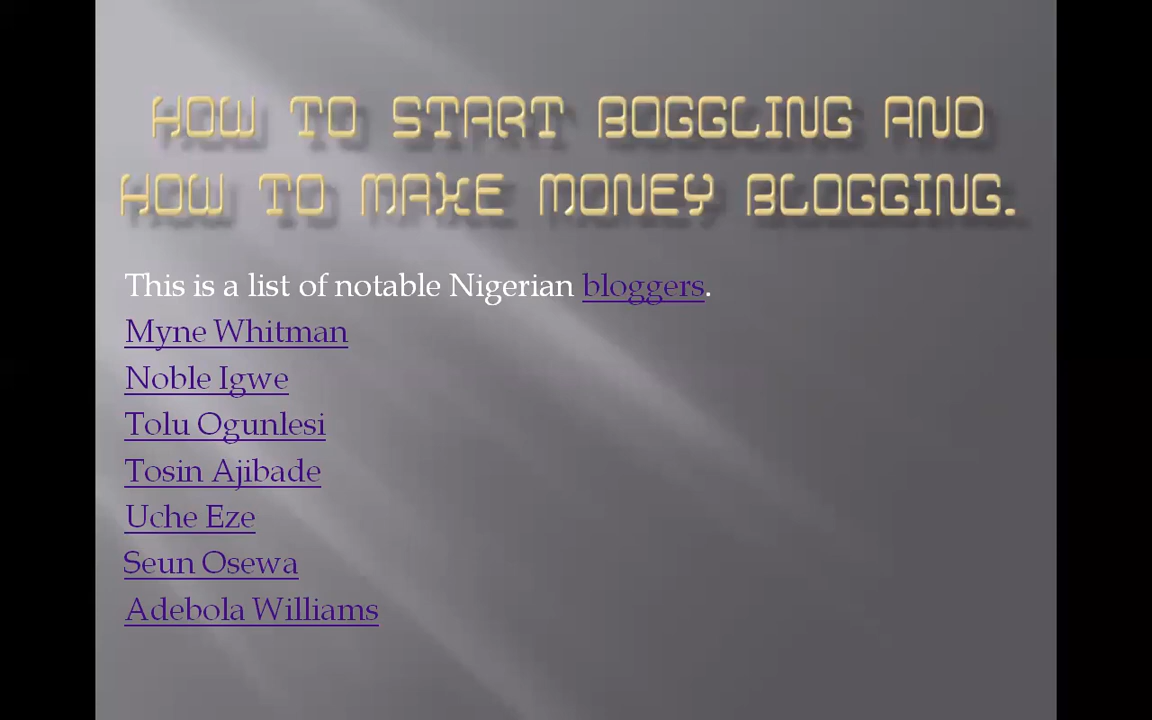 HOW TO START BOGGLING AND
HOW TO MAKE MONEY BLOGGING.
This is a list of notable Nigerian bloggers.
Myne Whitman
Noble Igwe
Tolu Ogunlesi
Tosin Ajibade
Uche Eze
Seun Osewa
Adebola Williams